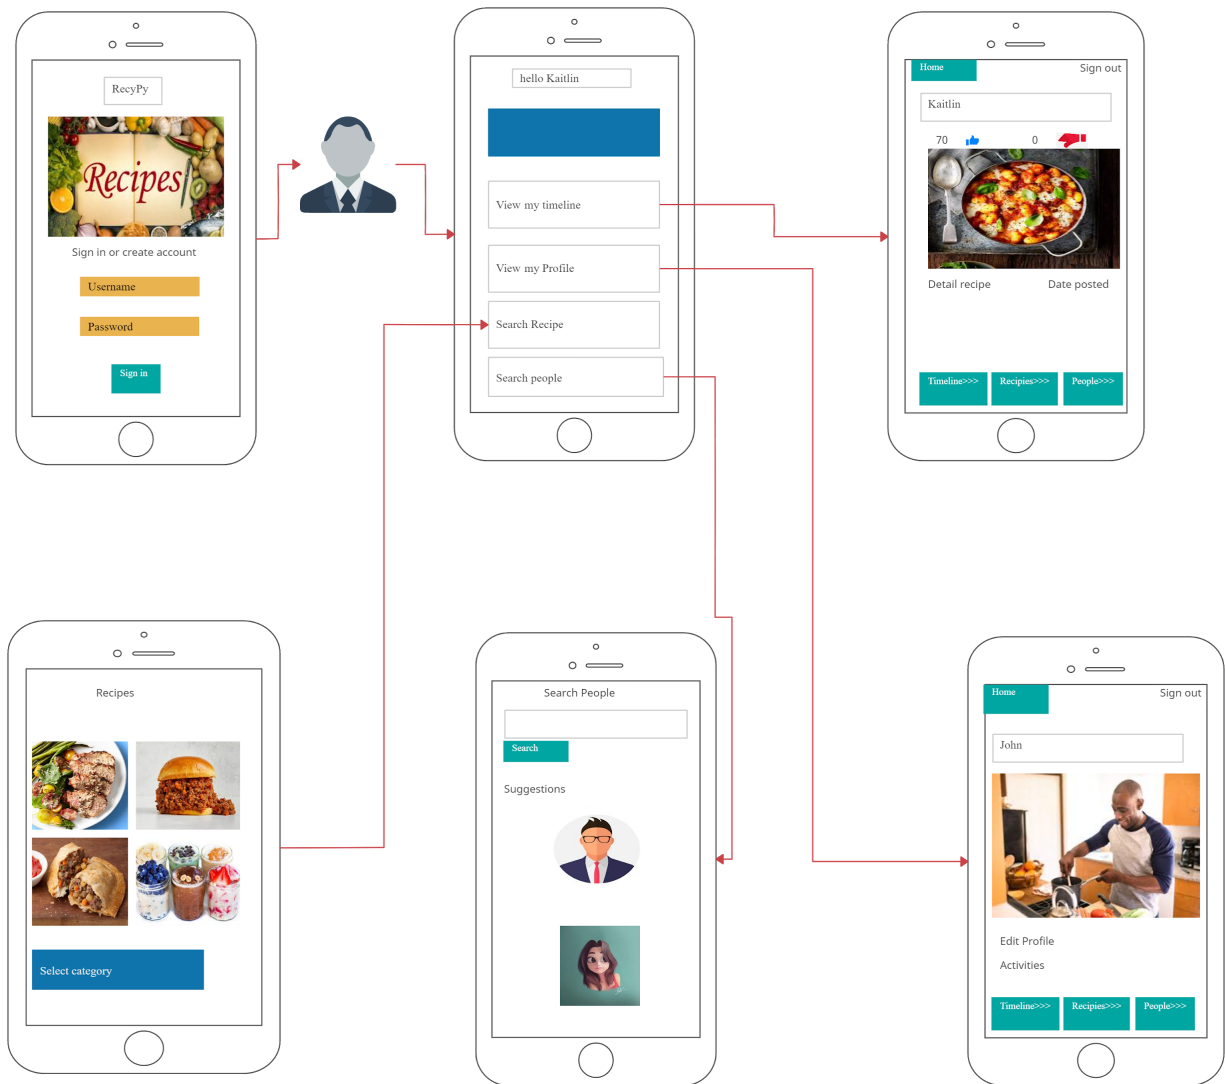 RecyPy
Recipes
Sign in or create account
Username
Password
Sign in
hello Kaitlin
View my timeline
View my Profile
Search Recipe
Search people
Home
Sign out
Kaitlin
70
0
Detail recipe
Date posted
Timeline>>>
Recipies>>>
People>>>
Recipes
Select category
Search People
Search
Suggestions
Home
Sign out
John
Edit Profile
Activities
Timeline>>>
Recipies>>>
People>>>